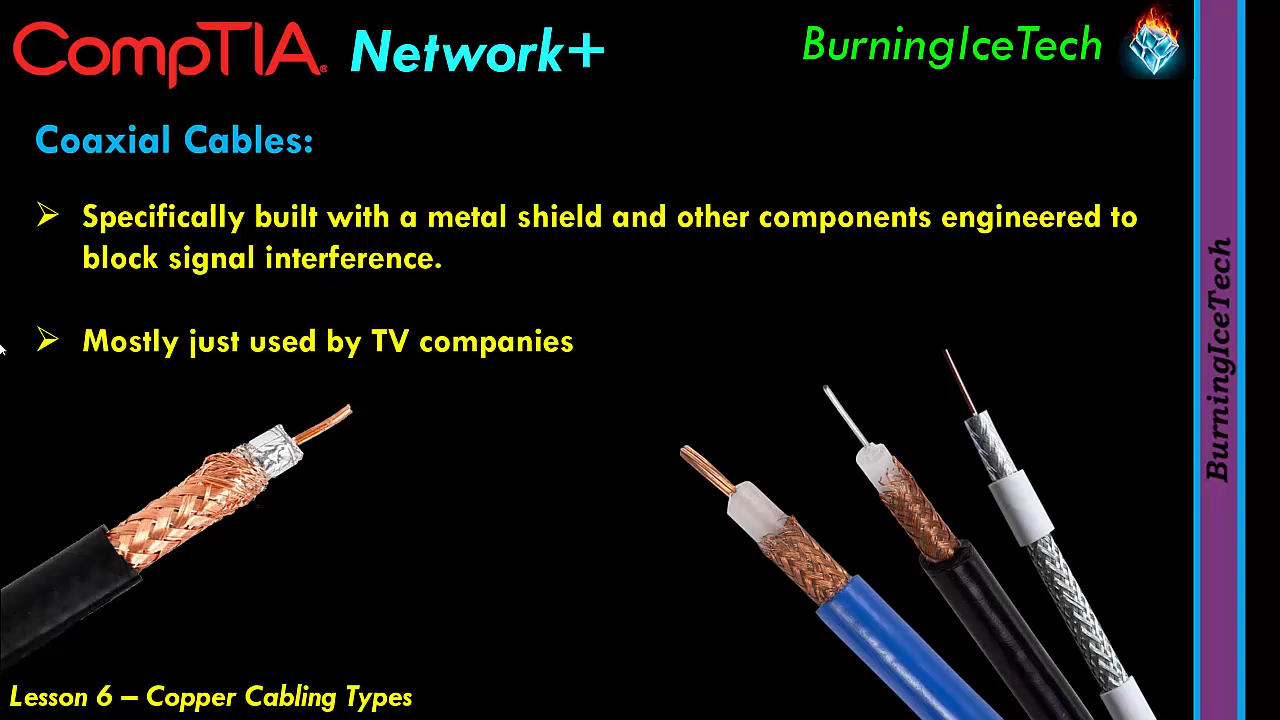 CompTIA® Network+
BurningIceTech
Coaxial Cables:
Specifically built with a metal shield and other components engineered to
block signal interference.
Mostly just used by TV companies
BurningIceTech
Lesson 6 – Copper Cabling Types